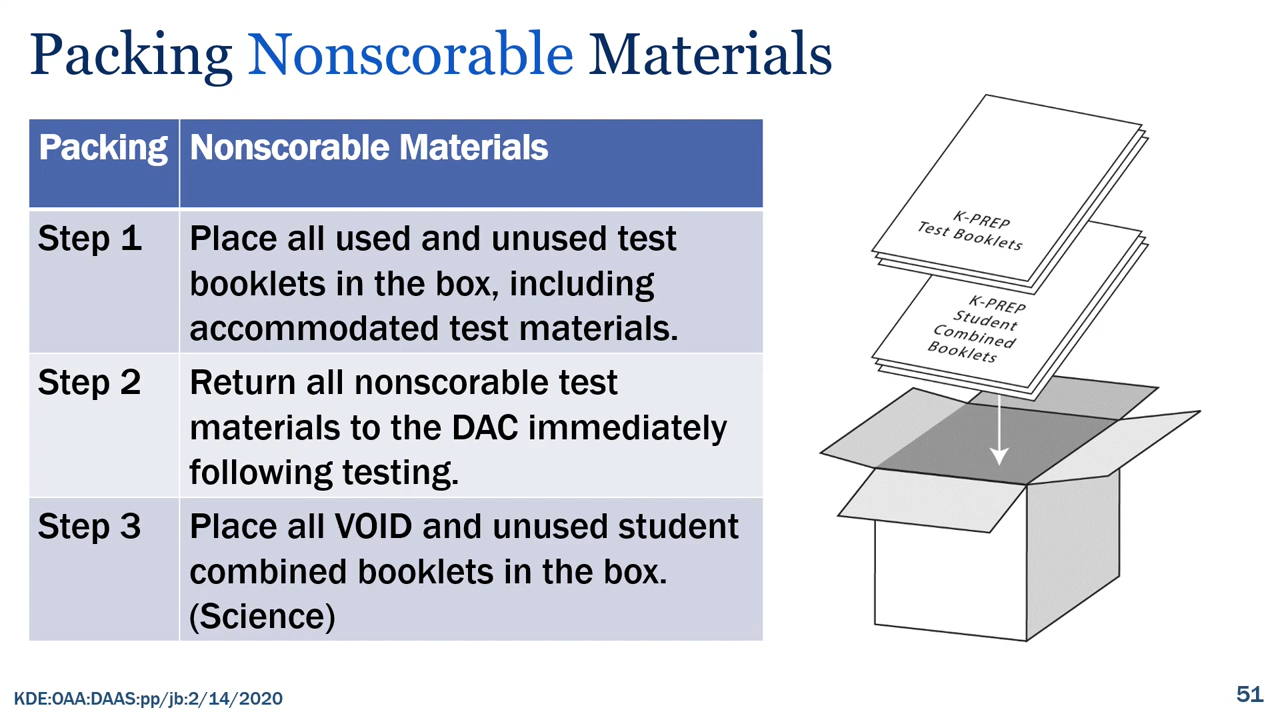 Packing Nonscorable Materials
Packing
Nonscorable Materials
Step 1
Place all used and unused test
booklets in the box, including
accommodated test materials.
Step 2
Return all nonscorable test
materials to the DAC immediately
following testing.
Step 3
Place all VOID and unused student
combined booklets in the box.
(Science)
K-PREP
Test Booklets
K-PREP
Student
Combined
Booklets
KDE:OAA:DAAS:pp/jb:2/14/2020
51